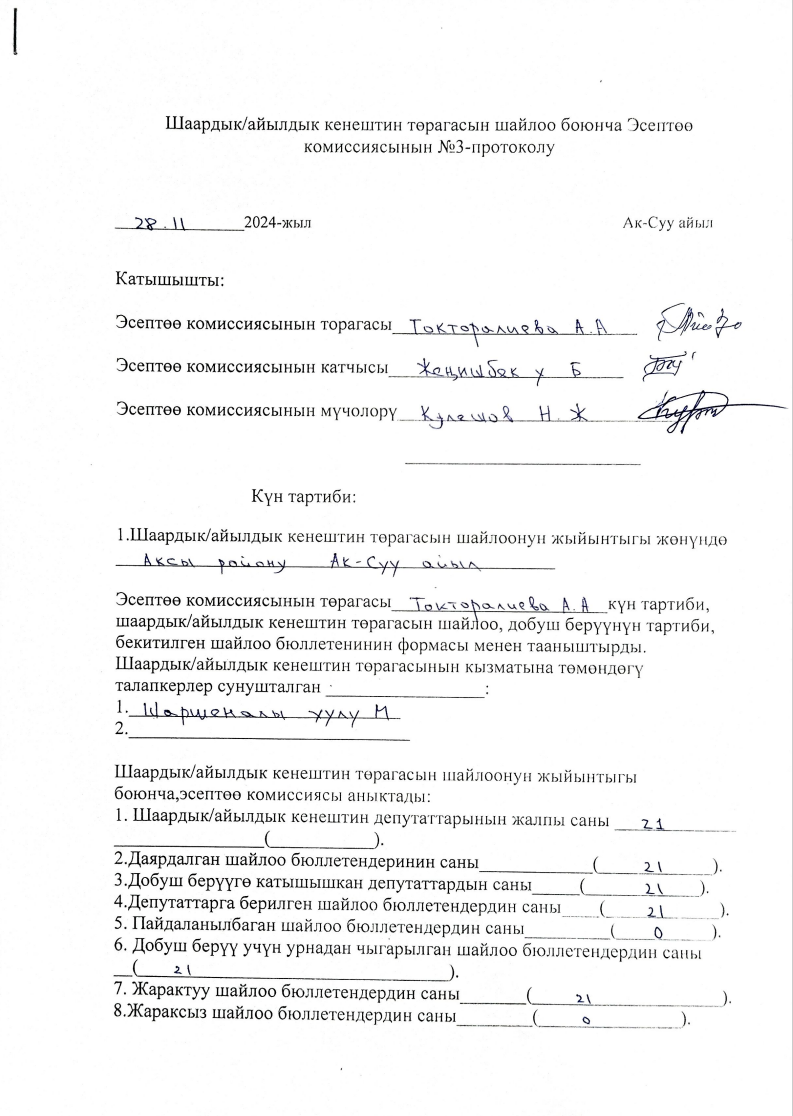 Шаардык/айылдык кенештин төрагасын шайлоо боюнча Эсептөө
комиссиясынын №3-протоколу
28.11 2024-жыл Ак-Суу айыл
Катышышты:
Эсептөө комиссиясынын торагасы Токторалиева А.А
Эсептөө комиссиясынын катчысы Жеңишбек у Б
Эсептөө комиссиясынын мүчолорү Кулешов Н.Ж
Күн тартиби:
1.Шаардык/айылдык кенештин төрагасын шайлоонун жыйынтыгы жөнүндө
Аксы району Ак-Суу айыл
Эсептөө комиссиясынын төрагасы Токторалиева А.А күн тартиби,
шаардык/айылдык кенештин төрагасын шайлоо, добуш берүүнүн тартиби,
бекитилген шайлоо бюллетенинин формасы менен тааныштырды.
Шаардык/айылдык кенештин төрагасынын кызматына төмөндөгү
талапкерлер сунушталган :
1. Шаршеналы уулу М
2.
Шаардык/айылдык кенештин төрагасын шайлоонун жыйынтыгы
боюнча,эсептөө комиссиясы аныктады:
1. Шаардык/айылдык кенештин депутаттарынын жалпы саны 21
( ).
2.Даярдалган шайлоо бюллетендеринин саны ( 21 ).
3.Добуш берүүгө катышышкан депутаттардын саны ( 21 ).
4.Депутаттарга берилген шайлоо бюллетендердин саны ( 21 ).
5. Пайдаланылбаган шайлоо бюллетендердин саны ( 0 ).
6. Добуш берүү учүн урнадан чыгарылган шайлоо бюллетендердин саны
( 21 ).
7. Жарактуу шайлоо бюллетендердин саны ( 21 ).
8.Жараксыз шайлоо бюллетендердин саны ( 0 ).